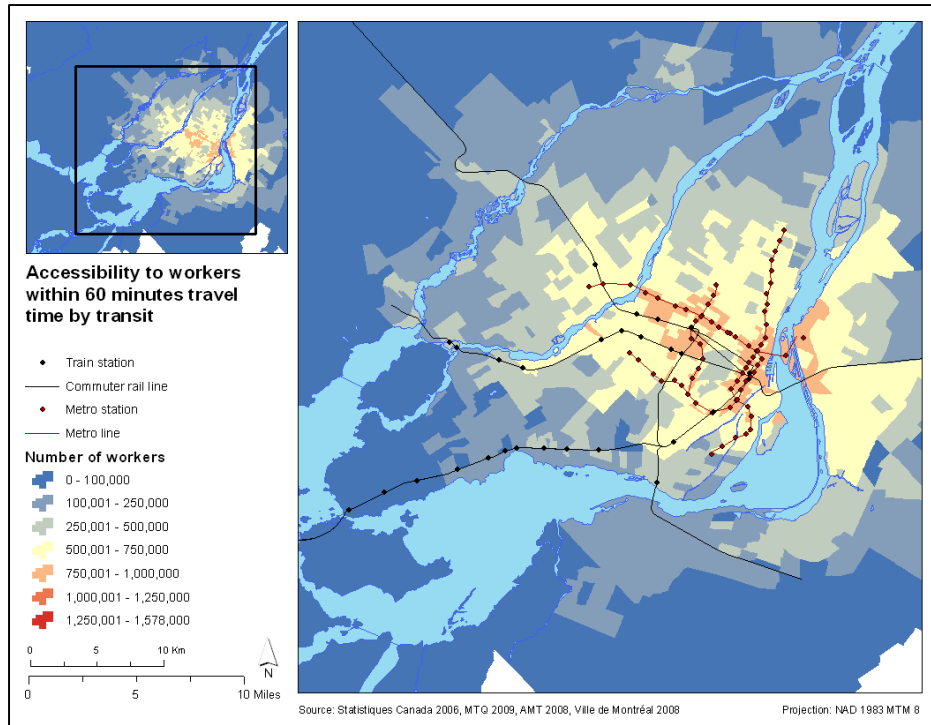 Accessibility to workers
within 60 minutes travel
time by transit
Train station
Commuter rail line
Metro station
Metro line
Number of workers
0 - 100,000
100,001 - 250,000
250,001 - 500,000
500,001 - 750,000
750,001 - 1,000,000
1,000,001 - 1,250,000
1,250,001 - 1,578,000
0 5 10 Km
N
0 5 10 Miles
Source: Statistiques Canada 2006, MTQ 2009, AMT 2008, Ville de Montréal 2008
Projection: NAD 1983 MTM 8